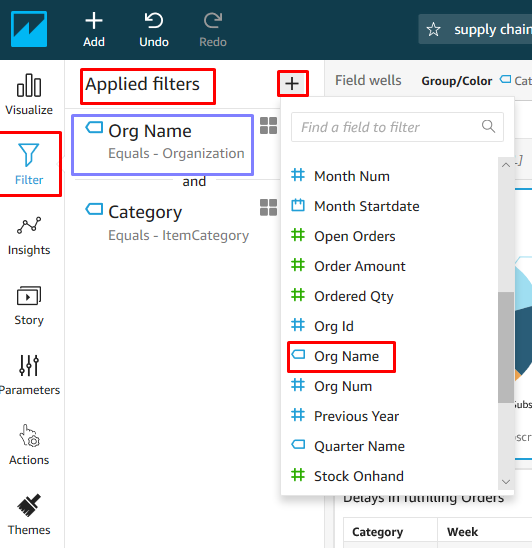 Add
Undo
Redo
supply chain
Visualize
Filter
Insights
Story
Parameters
Actions
Themes
Applied filters
Org Name
Equals - Organization
and
Category
Equals - ItemCategory
Field wells
Group/Color
Cat
Find a field to filter
Month Num
Month Startdate
Open Orders
Order Amount
Ordered Qty
Org Id
Org Name
Org Num
Previous Year
Quarter Name
Stock Onhand
...]
Subs
oscr
Delays in fulfilling Orders
Category Week